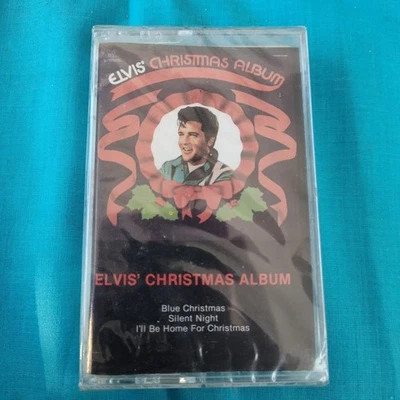 ELVIS' CHRISTMAS ALBUM
ELVIS' CHRISTMAS ALBUM
Blue Christmas
Silent Night
I'll Be Home For Christmas